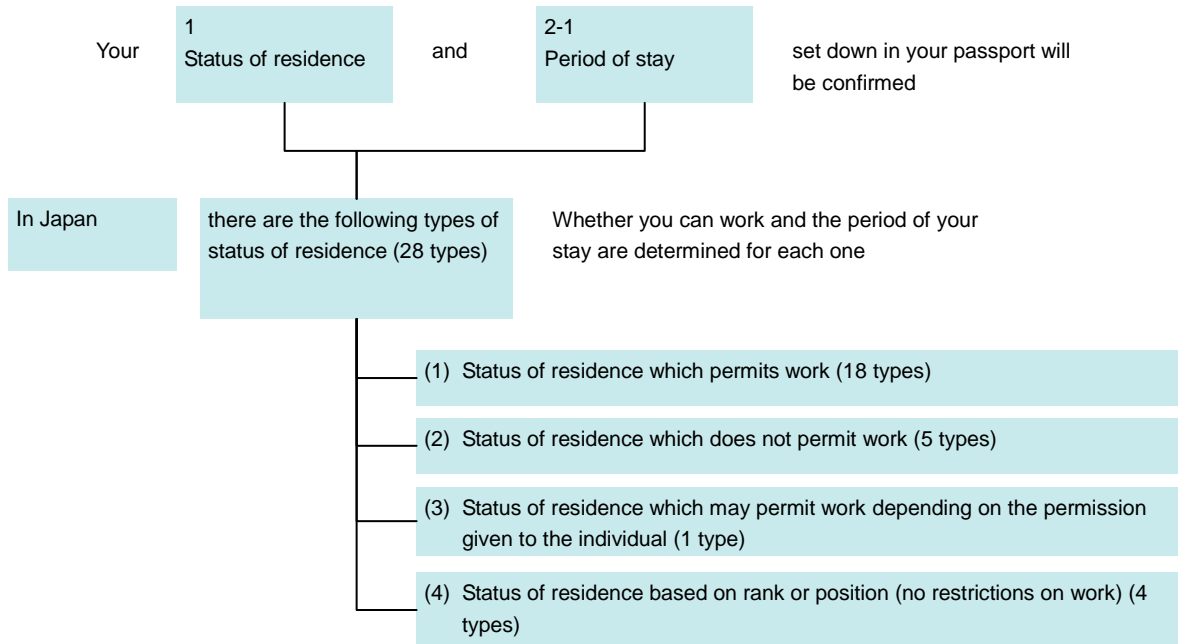 Your
1
Status of residence
and
2-1
Period of stay
set down in your passport will
be confirmed
In Japan
there are the following types of
status of residence (28 types)
Whether you can work and the period of your
stay are determined for each one
(1) Status of residence which permits work (18 types)
(2) Status of residence which does not permit work (5 types)
(3) Status of residence which may permit work depending on the permission
given to the individual (1 type)
(4) Status of residence based on rank or position (no restrictions on work) (4
types)